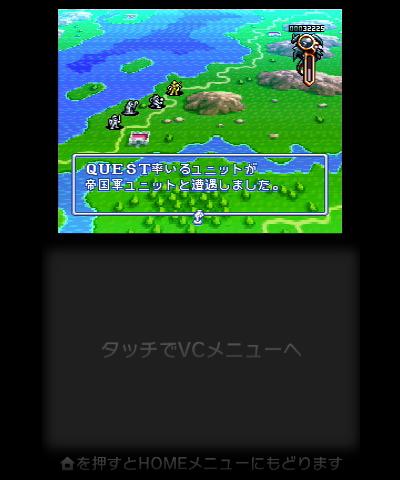 00032225
QUEST率いるユニットが
帝国軍ユニットと遭遇しました。
タッチでVCメニューへ
を押すとHOMEメニューにもどります